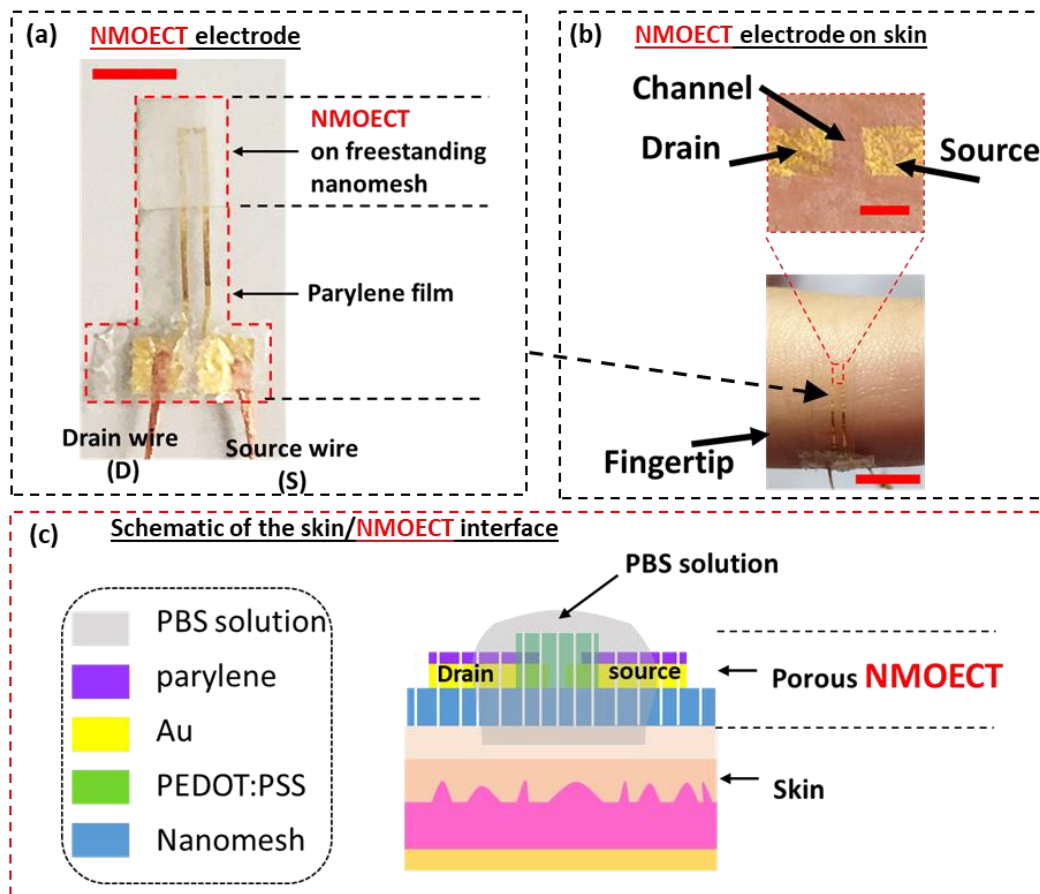 (a) NMOECT electrode
NMOECT
on freestanding
nanomesh
Parylene film
Drain wire
(D)
Source wire
(S)
(b) NMOECT electrode on skin
Channel
Drain
Source
Fingertip
(c) Schematic of the skin/NMOECT interface
PBS solution
parylene
Au
PEDOT:PSS
Nanomesh
PBS solution
Drain
source
Porous NMOECT
Skin